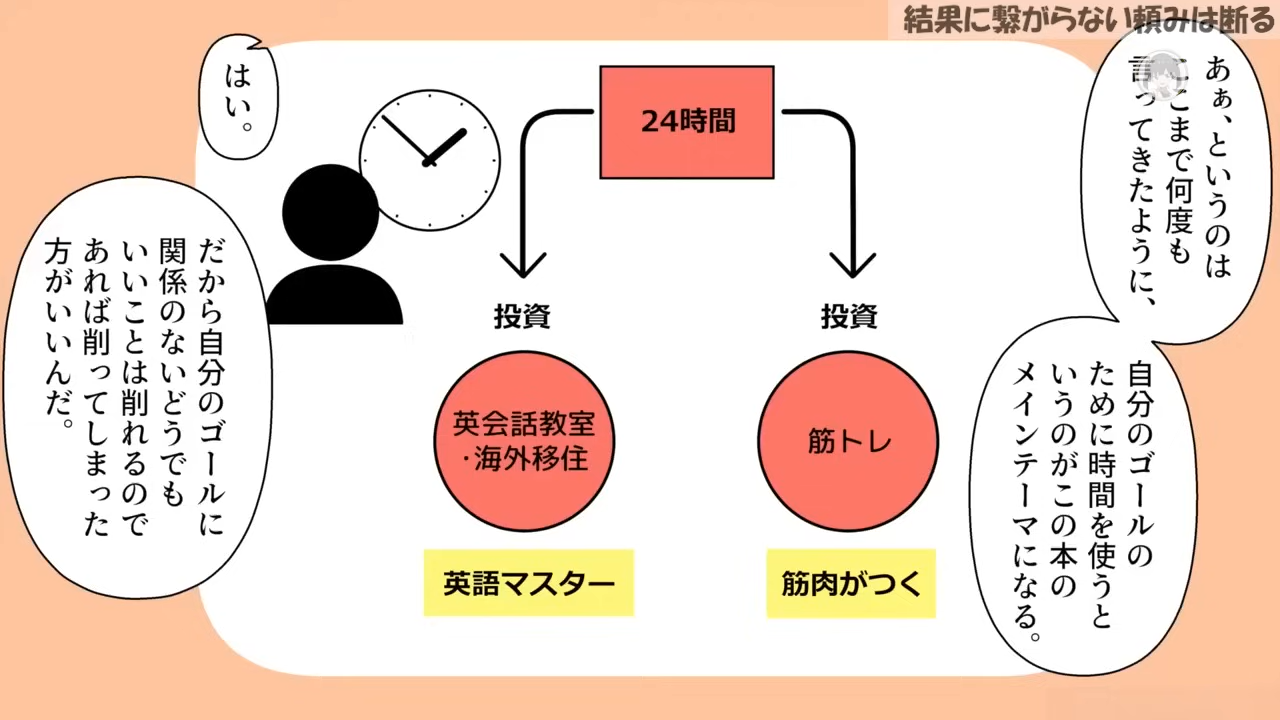 結果に繋がらない頼みは断る
あぁ、というのは
ここまで何度も
言ってきたように、
自分のゴールの
ために時間を使うと
いうのがこの本の
メインテーマになる。
はい。
だから自分のゴールに
関係のないどうでも
いいことは削れるので
あれば削ってしまった
方がいいんだ。
24時間
投資
投資
英会話教室
・海外移住
筋トレ
英語マスター
筋肉がつく